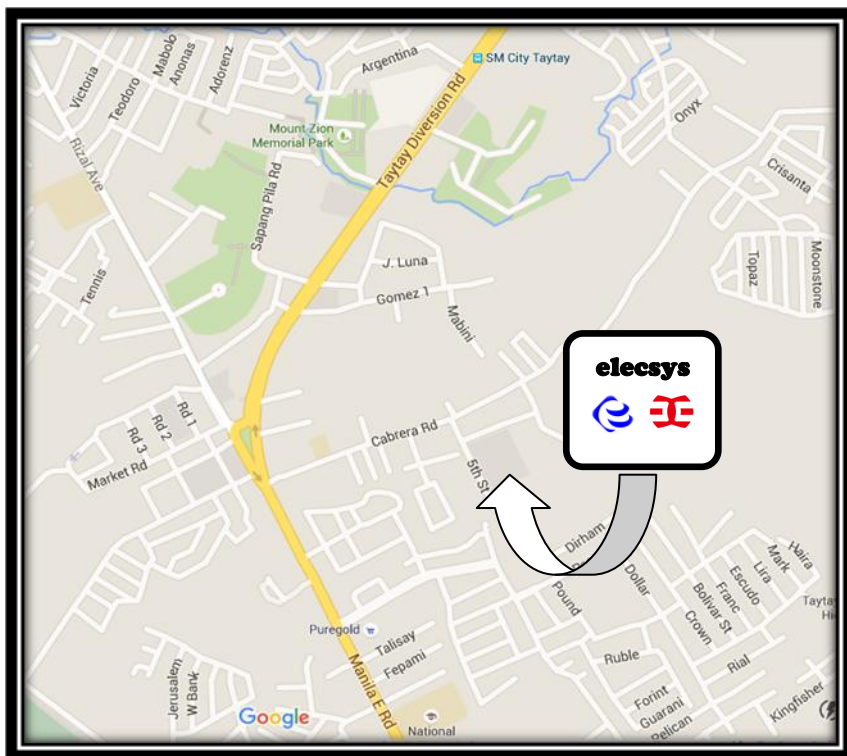 SM City Taytay
Argentina
Mabolo
Anonas
Adorenz
Victoria
Teodoro
Rizal Ave
Mount Zion
Memorial Park
Taytay Diversion Rd
Onyx
Crisanta
Sapang Pila Rd
J. Luna
Gomez 1
Mabini
Tennis
Topaz
Moonstone
elecsys
Rd 1
Rd 2
Rd 3
Market Rd
Cabrera Rd
5th St
Dirham
Pound
Dollar
Crown
Bolivar St
Franc
Escudo
Lira
Mark
Haira
Taytay
Puregold
Talisay
Fepami
Manila E Rd
Jerusalem
W Bank
Google
National
Ruble
Rial
Forint
Guarani
Pelican
Kingfisher